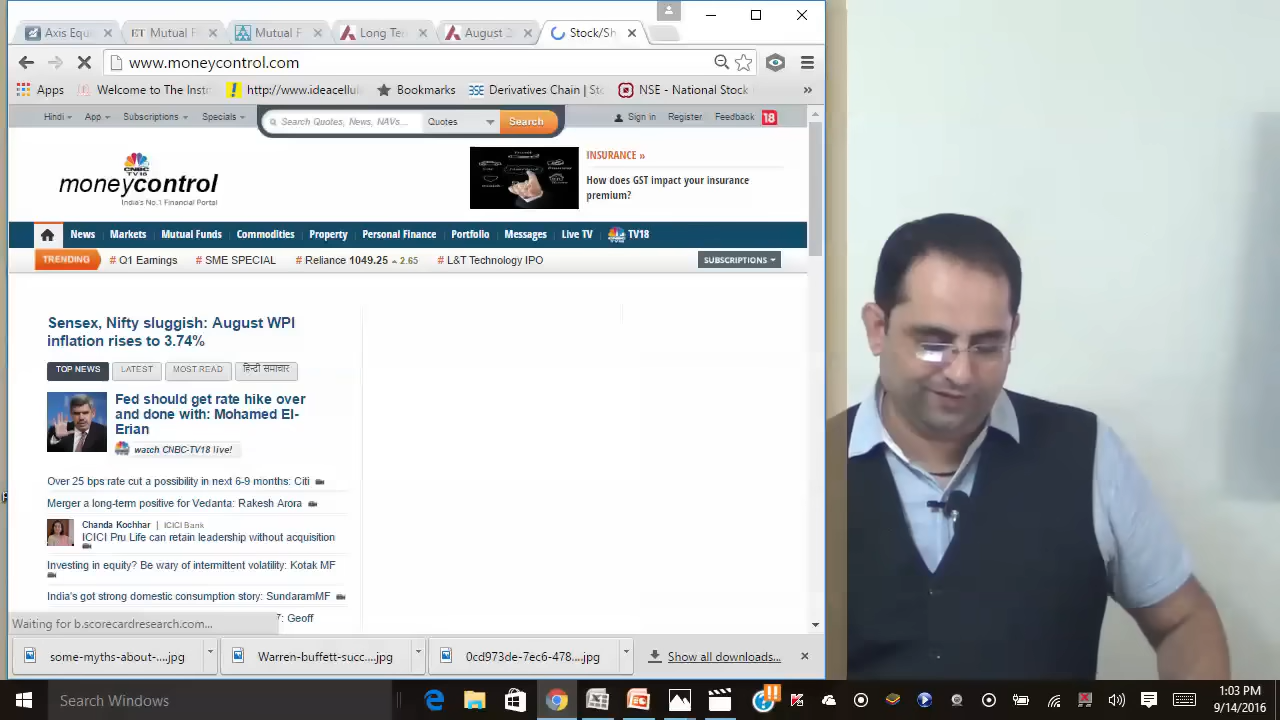 Axis Equi
Mutual F
Mutual F
Long Ter
August 2
Stock/Sh
www.moneycontrol.com
Apps
Welcome to The Instr
http://www.ideacellul
Bookmarks
Derivatives Chain | Sto
NSE - National Stock
»
Hindi
App
Subscriptions
Specials
Search Quotes, News, NAVs...
Quotes
Search
Sign in
Register
Feedback
18
CNBC
TV18
moneycontrol
India's No.1 Financial Portal
INSURANCE »
How does GST impact your insurance
premium?
News
Markets
Mutual Funds
Commodities
Property
Personal Finance
Portfolio
Messages
Live TV
TV18
TRENDING
# Q1 Earnings
# SME SPECIAL
# Reliance 1049.25 2.65
# L&T Technology IPO
SUBSCRIPTIONS
Sensex, Nifty sluggish: August WPI
inflation rises to 3.74%
TOP NEWS
LATEST
MOST READ
हिन्दी समाचार
Fed should get rate hike over
and done with: Mohamed El-
Erian
watch CNBC-TV18 live!
Over 25 bps rate cut a possibility in next 6-9 months: Citi
Merger a long-term positive for Vedanta: Rakesh Arora
Chanda Kochhar | ICICI Bank
ICICI Pru Life can retain leadership without acquisition
Investing in equity? Be wary of intermittent volatility: Kotak MF
India's got strong domestic consumption story: SundaramMF
7: Geoff
Waiting for b.scorecardresearch.com...
some-myths-about-....jpg
Warren-buffett-succ....jpg
0cd973de-7ec6-478....jpg
Show all downloads...
Search Windows
1:03 PM
9/14/2016